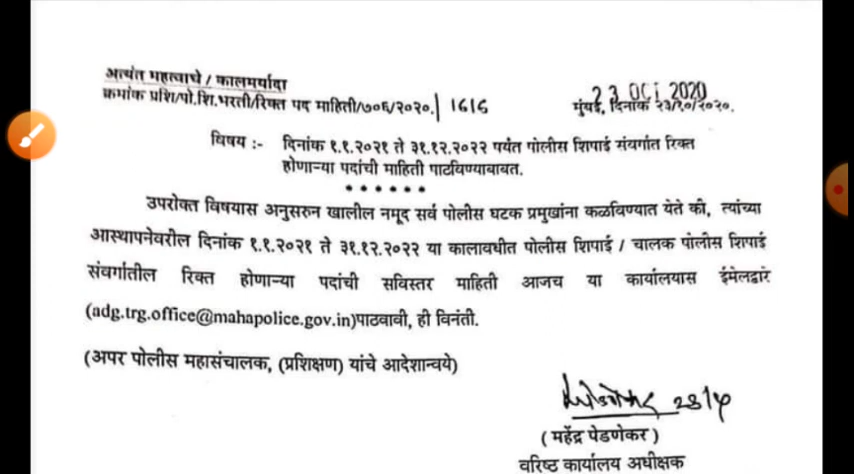 अत्यंत महत्वाचे / कालमर्यादा
क्रमांक प्रशि/पो.शि.भरती/रिक्त पद माहिती/७०६/२०२०. 1616
23 OCT 2020
मुंबई, दिनांक २३/१०/२०२०.
विषय :- दिनांक १.१.२०२१ ते ३१.१२.२०२२ पर्यंत पोलीस शिपाई संवर्गात रिक्त
होणाऱ्या पदांची माहिती पाठविण्याबाबत.
******
उपरोक्त विषयास अनुसरुन खालील नमूद सर्व पोलीस घटक प्रमुखांना कळविण्यात येते की, त्यांच्या
आस्थापनेवरील दिनांक १.१.२०२१ ते ३१.१२.२०२२ या कालावधीत पोलीस शिपाई / चालक पोलीस शिपाई
संवर्गातील रिक्त होणाऱ्या पदांची सविस्तर माहिती आजच या कार्यालयास ईमेलद्वारे
(adg.trg.office@mahapolice.gov.in)पाठवावी, ही विनंती.
(अपर पोलीस महासंचालक, (प्रशिक्षण) यांचे आदेशान्वये)
( महेंद्र पेडणेकर )
वरिष्ठ कार्यालय अधीक्षक